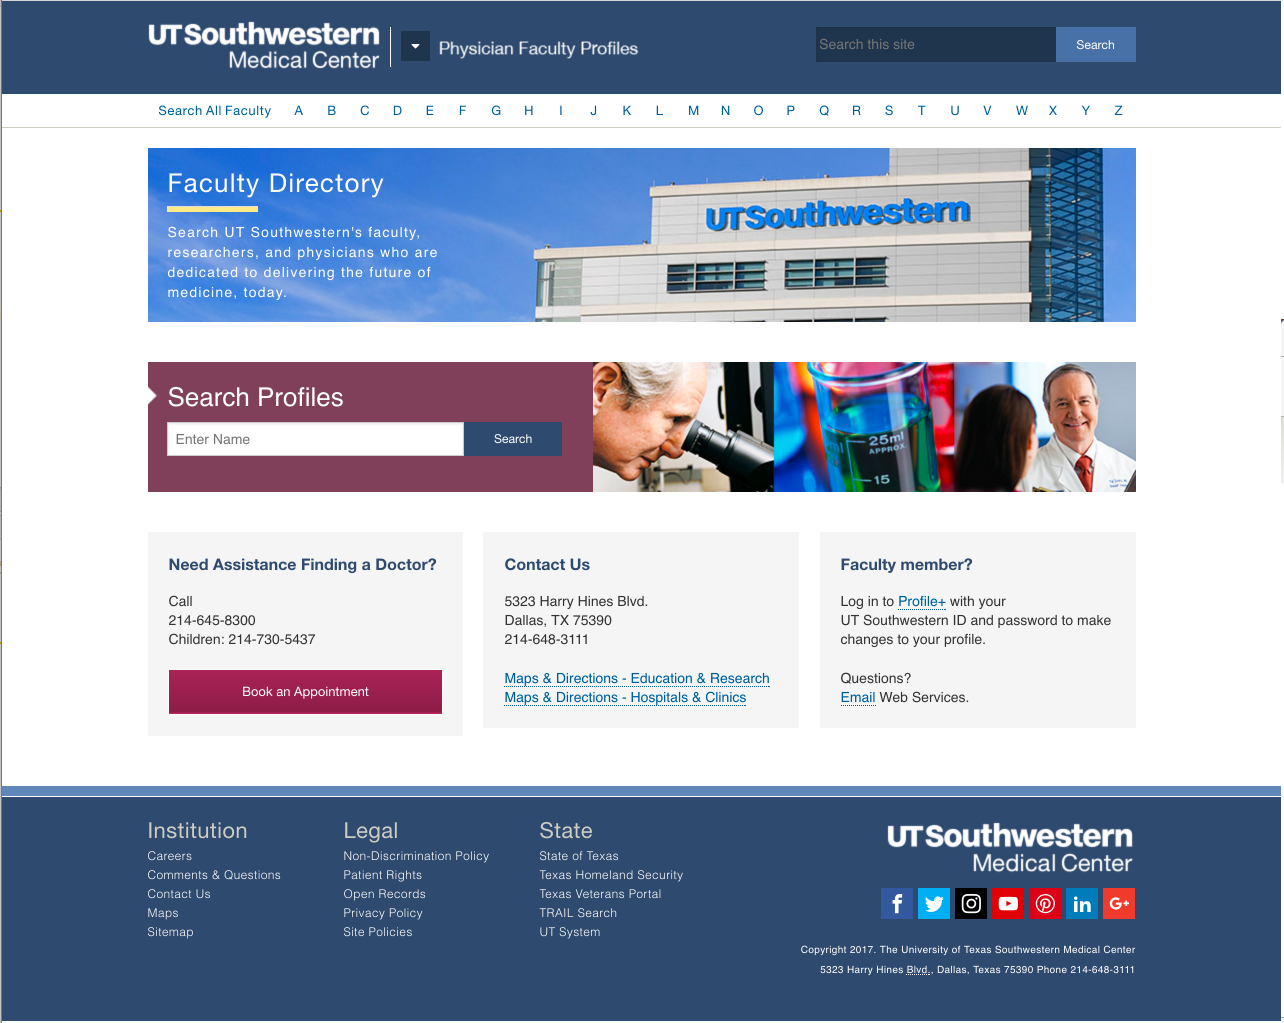 UT Southwestern
Medical Center
Physician Faculty Profiles
Search this site
Search
Search All Faculty A B C D E F G H I J K L M N O P Q R S T U V W X Y Z
Faculty Directory
Search UT Southwestern's faculty,
researchers, and physicians who are
dedicated to delivering the future of
medicine, today.
UT Southwestern
Search Profiles
Enter Name
Search
25ml
APPROX
15
Need Assistance Finding a Doctor?
Call
214-645-8300
Children: 214-730-5437
Book an Appointment
Contact Us
5323 Harry Hines Blvd.
Dallas, TX 75390
214-648-3111
Maps & Directions - Education & Research
Maps & Directions - Hospitals & Clinics
Faculty member?
Log in to Profile+ with your
UT Southwestern ID and password to make
changes to your profile.
Questions?
Email Web Services.
Institution
Careers
Comments & Questions
Contact Us
Maps
Sitemap
Legal
Non-Discrimination Policy
Patient Rights
Open Records
Privacy Policy
Site Policies
State
State of Texas
Texas Homeland Security
Texas Veterans Portal
TRAIL Search
UT System
UT Southwestern
Medical Center
f in G+
Copyright 2017. The University of Texas Southwestern Medical Center
5323 Harry Hines Blvd., Dallas, Texas 75390 Phone 214-648-3111